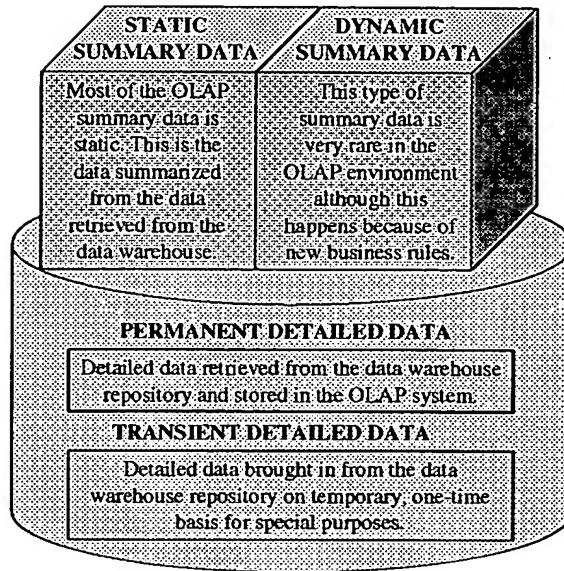 STATIC
SUMMARY DATA
Most of the OLAP
summary data is
static. This is the
data summarized
from the data
retrieved from the
data warehouse.
DYNAMIC
SUMMARY DATA
This type of
summary data is
very rare in the
OLAP environment
although this
happens because of
new business rules.
PERMANENT DETAILED DATA
Detailed data retrieved from the data warehouse
repository and stored in the OLAP system.
TRANSIENT DETAILED DATA
Detailed data brought in from the data
warehouse repository on temporary, one-time
basis for special purposes.